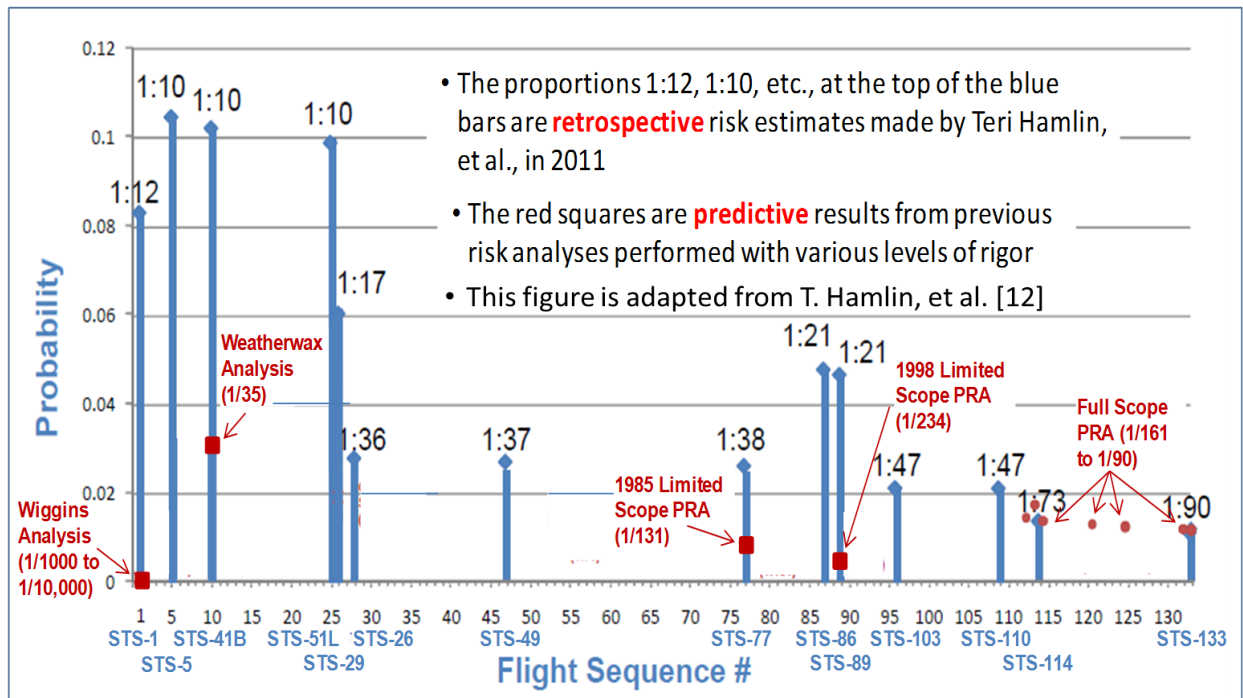 0.12
0.1
0.08
0.06
0.04
0.02
0
Probability
1:12
1:10
1:10
1:10
1:17
1:36
1:37
1:38
1:21
1:21
1:47
1:47
1:73
1:90
• The proportions 1:12, 1:10, etc., at the top of the blue
bars are retrospective risk estimates made by Teri Hamlin,
et al., in 2011
• The red squares are predictive results from previous
risk analyses performed with various levels of rigor
• This figure is adapted from T. Hamlin, et al. [12]
Wiggins
Analysis
(1/1000 to
1/10,000)
Weatherwax
Analysis
(1/35)
1985 Limited
Scope PRA
(1/131)
1998 Limited
Scope PRA
(1/234)
Full Scope
PRA (1/161
to 1/90)
1 5 10 15 20 25 30 35 40 45 50 55 60 65 70 75 80 85 90 95 100 105 110 115 120 125 130
STS-1 STS-41B STS-51L STS-26 STS-49 STS-77 STS-86 STS-103 STS-110 STS-133
STS-5 STS-29 STS-89 STS-114
Flight Sequence #